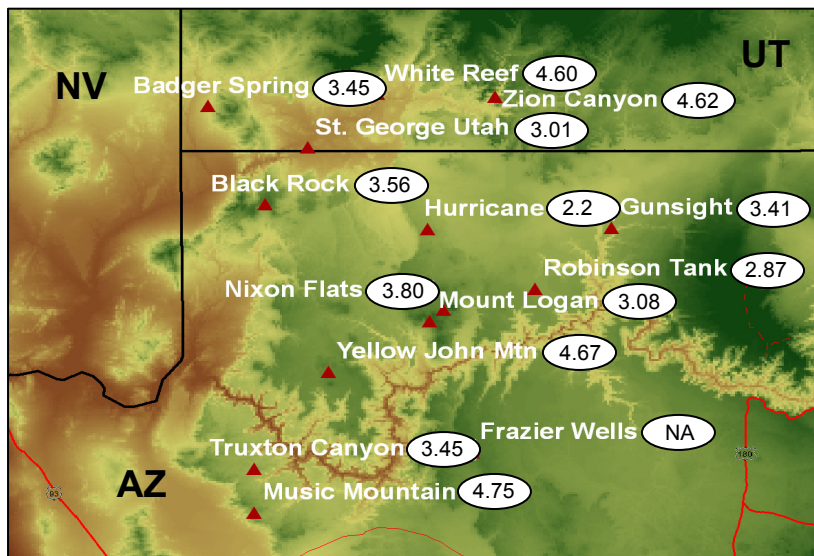 NV
UT
White Reef 4.60
Badger Spring 3.45
Zion Canyon 4.62
St. George Utah 3.01
Black Rock 3.56
Hurricane 2.2
Gunsight 3.41
Robinson Tank 2.87
Nixon Flats 3.80
Mount Logan 3.08
Yellow John Mtn 4.67
Frazier Wells NA
Truxton Canyon 3.45
180
AZ
93
Music Mountain 4.75